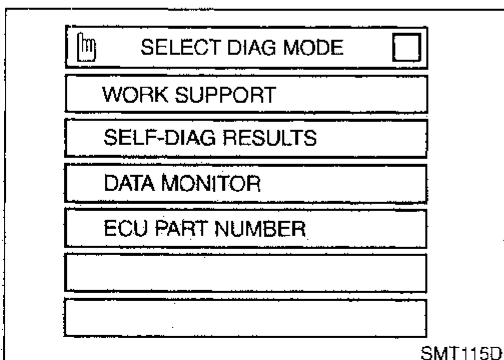 SELECT DIAG MODE
WORK SUPPORT
SELF-DIAG RESULTS
DATA MONITOR
ECU PART NUMBER
SMT115D